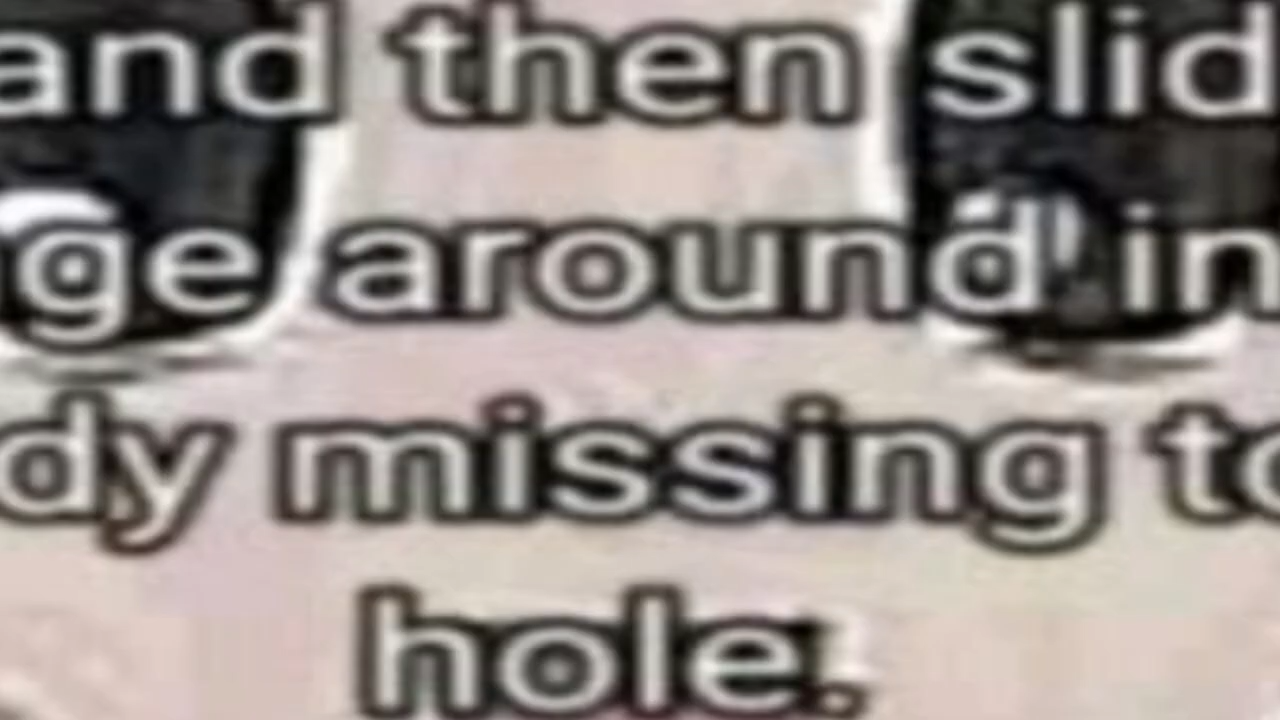 and then slid
ge around in
dy missing to
hole.